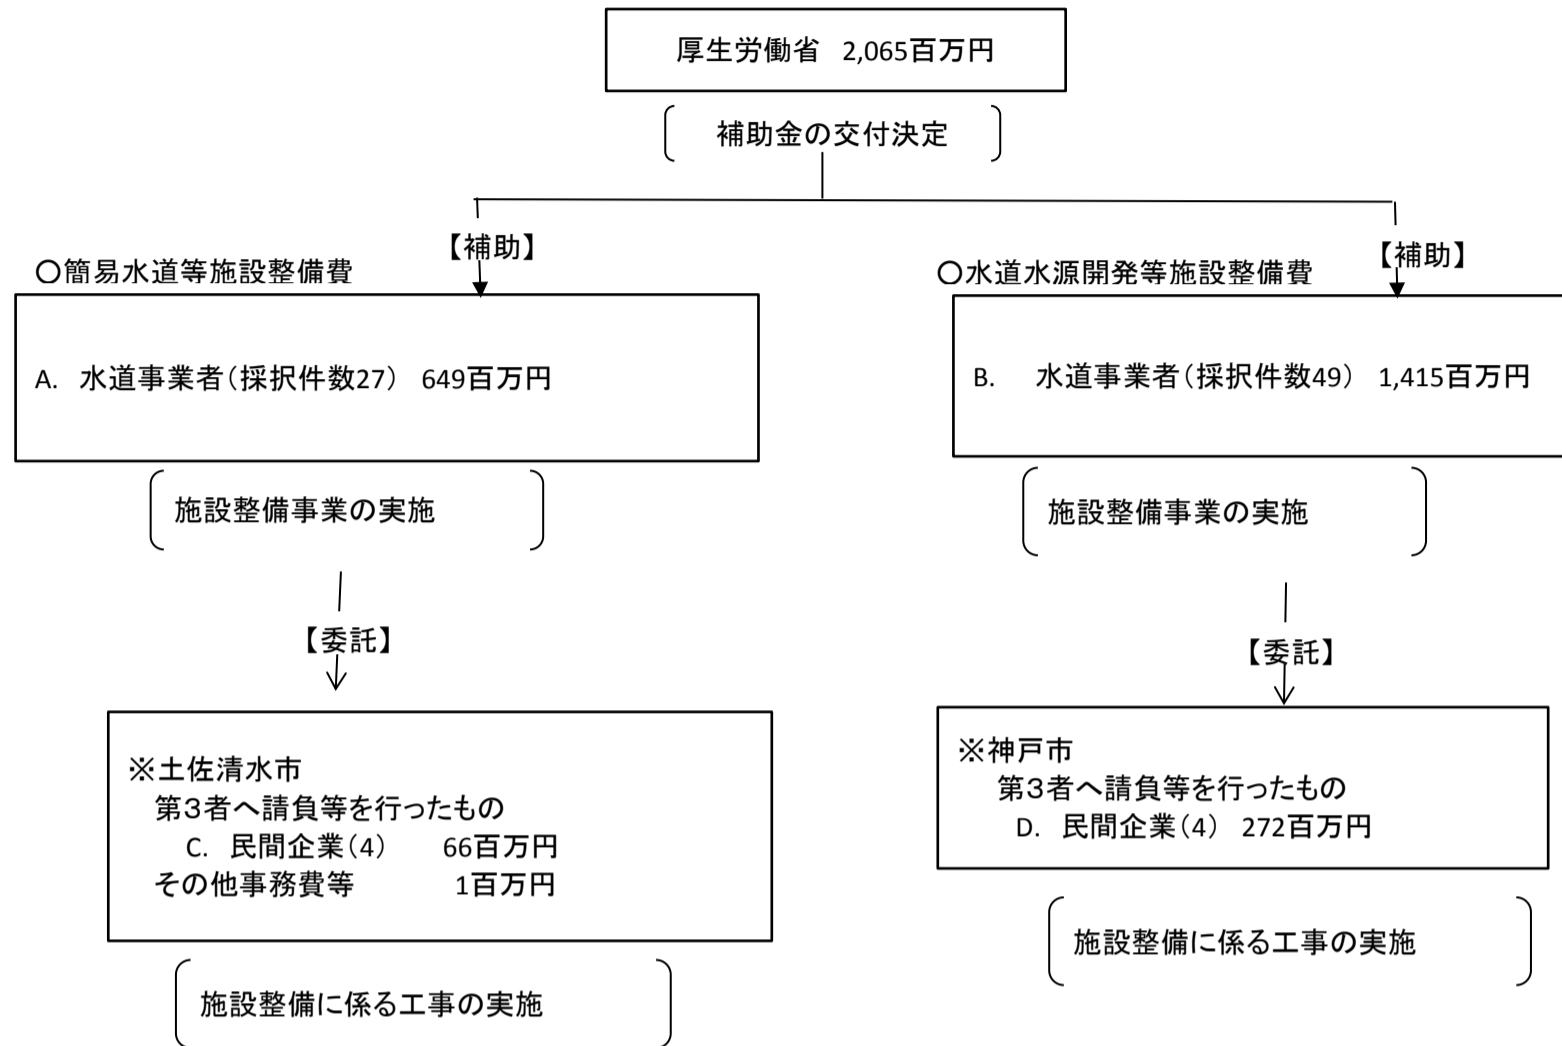 厚生労働省 2,065百万円
補助金の交付決定
【補助】
【補助】
〇簡易水道等施設整備費
〇水道水源開発等施設整備費
A. 水道事業者(採択件数27) 649百万円
B. 水道事業者(採択件数49) 1,415百万円
施設整備事業の実施
施設整備事業の実施
【委託】
【委託】
※土佐清水市
第3者へ請負等を行ったもの
C. 民間企業(4) 66百万円
その他事務費等 1百万円
※神戸市
第3者へ請負等を行ったもの
D. 民間企業(4) 272百万円
施設整備に係る工事の実施
施設整備に係る工事の実施